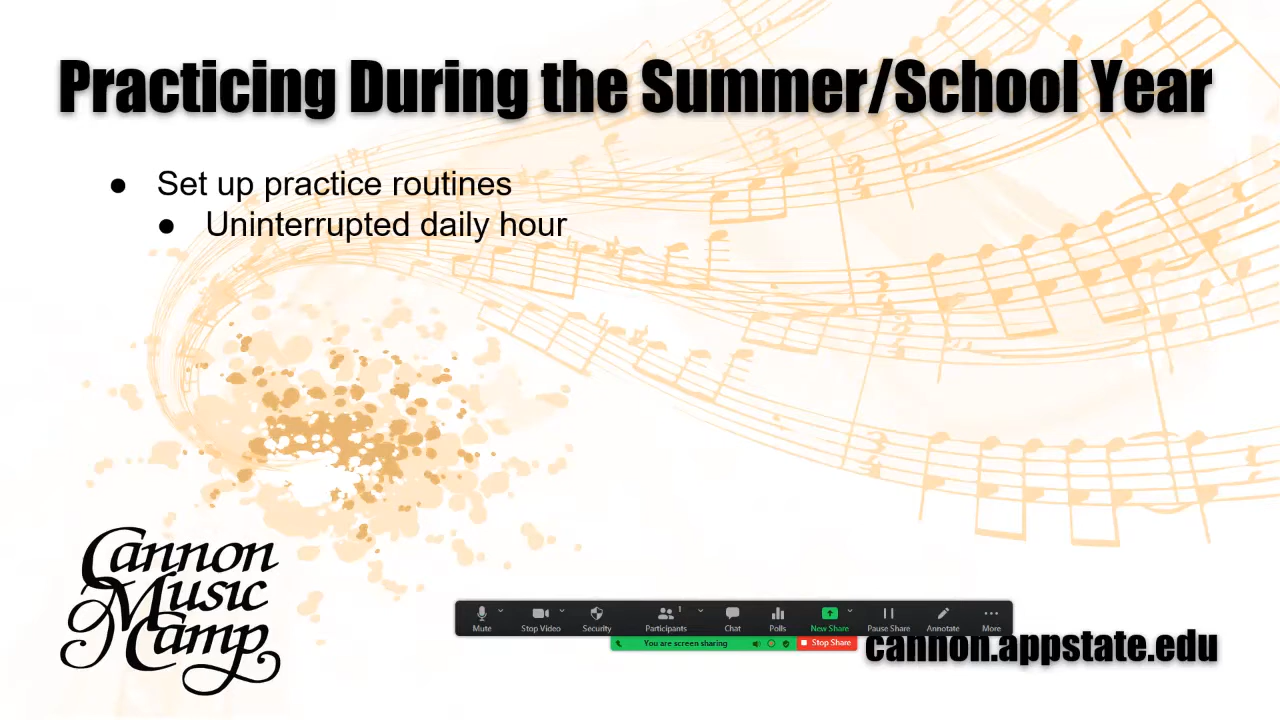 Practicing During the Summer/School Year
● Set up practice routines
● Uninterrupted daily hour
Cannon
Music
Camp
Mute
Stop Video
Security
Participants
1
Chat
Polls
New Share
Pause Share
Annotate
More
You are screen sharing
Stop Share
cannon.appstate.edu